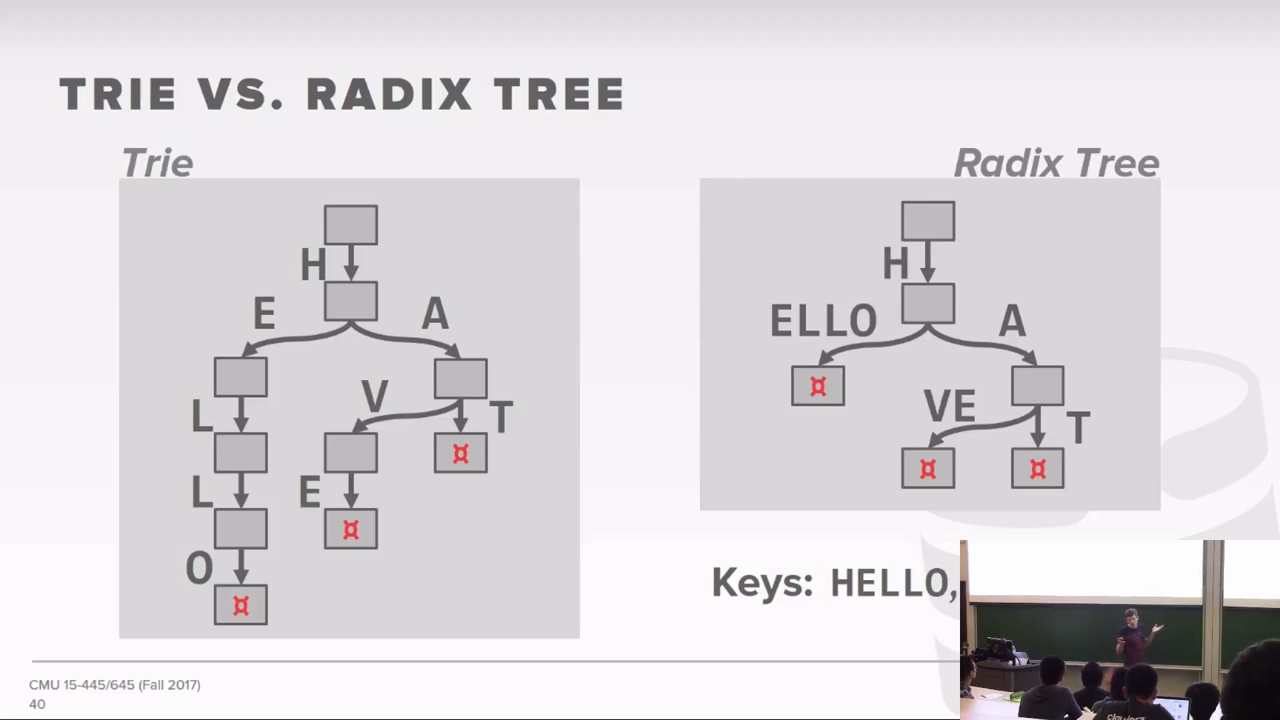 TRIE VS. RADIX TREE
Trie
H
E A
V
L T
L E
O
¤ ¤ ¤
Radix Tree
H
ELLO A
VE T
¤ ¤ ¤
Keys: HELLO,
CMU 15-445/645 (Fall 2017)
40